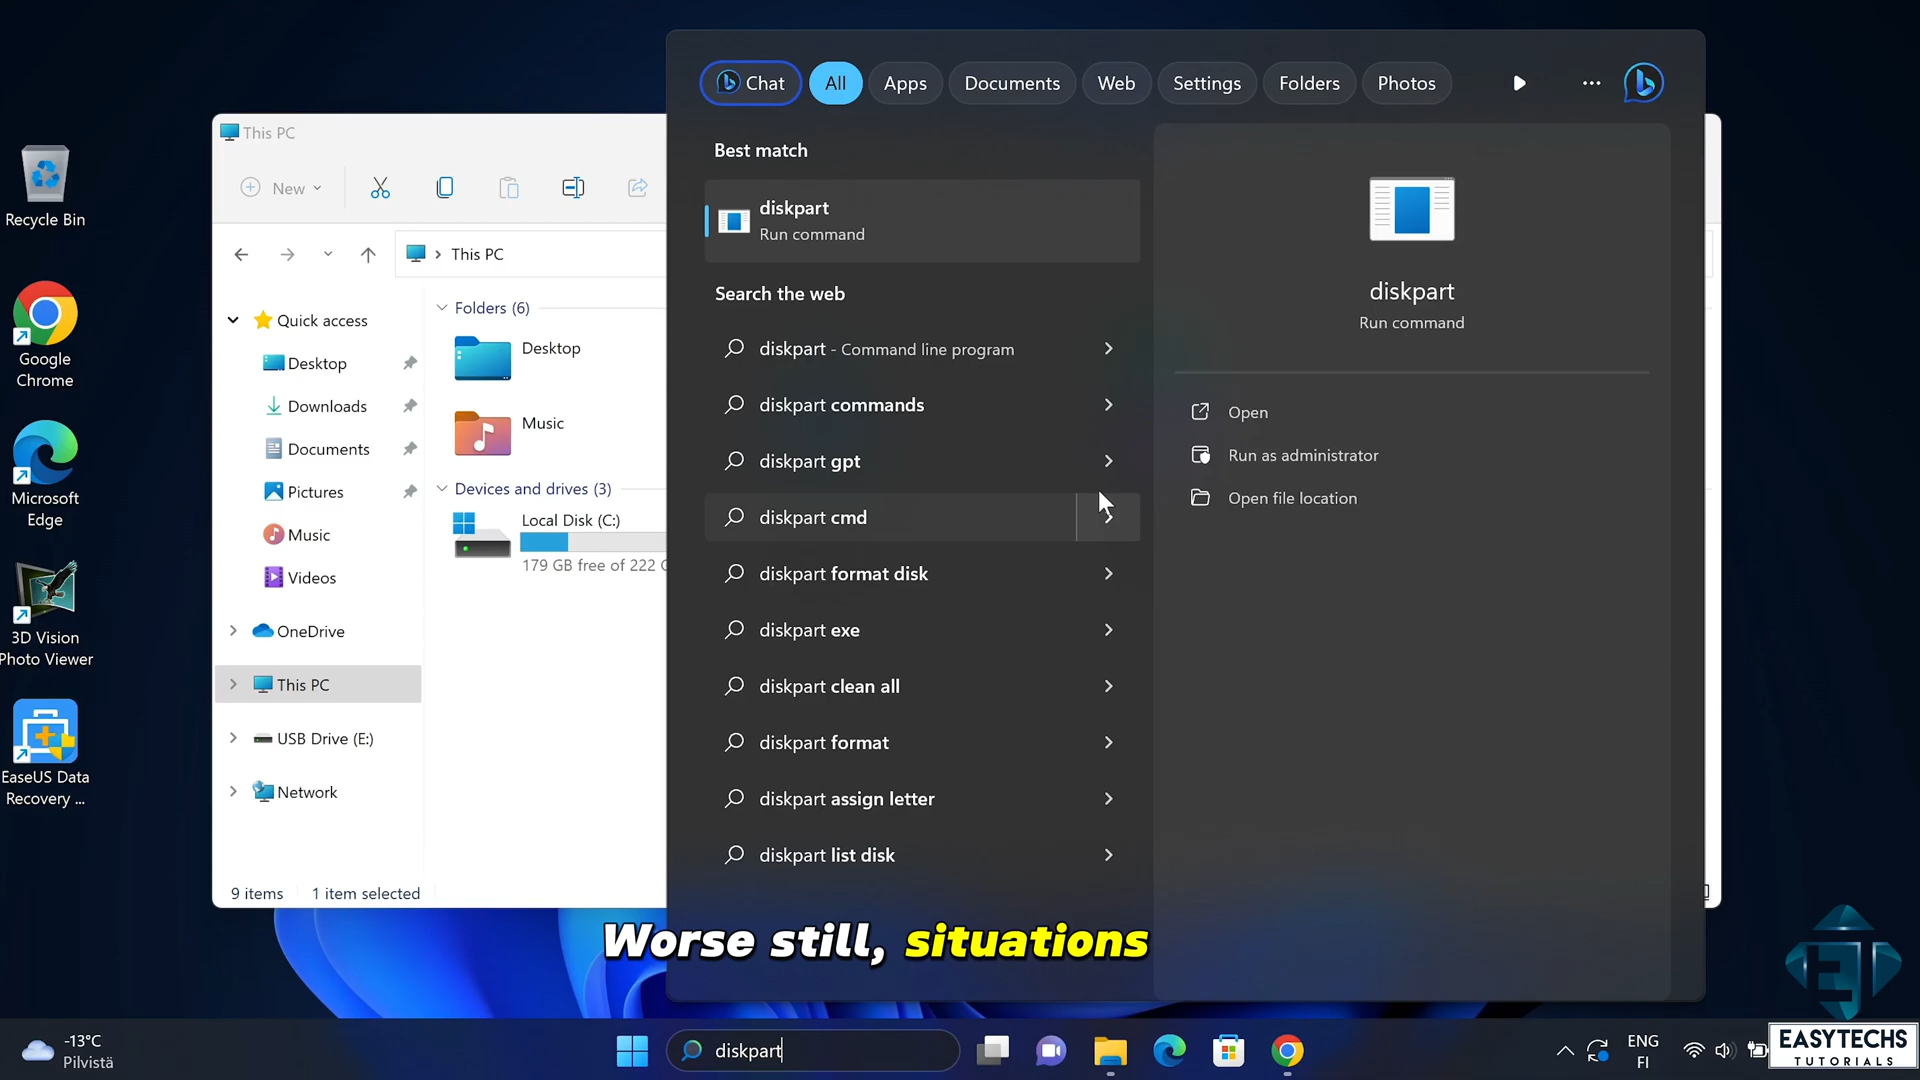 Chat
All
Apps
Documents
Web
Settings
Folders
Photos
This PC
New
This PC
Recycle Bin
Google
Chrome
Microsoft
Edge
3D Vision
Photo Viewer
EaseUS Data
Recovery ...
Quick access
Desktop
Downloads
Documents
Pictures
Music
Videos
OneDrive
This PC
USB Drive (E:)
Network
Folders (6)
Desktop
Music
Devices and drives (3)
Local Disk (C:)
179 GB free of 222 G
9 items
1 item selected
Best match
diskpart
Run command
Search the web
diskpart - Command line program
diskpart commands
diskpart gpt
diskpart cmd
diskpart format disk
diskpart exe
diskpart clean all
diskpart format
diskpart assign letter
diskpart list disk
diskpart
Run command
Open
Run as administrator
Open file location
Worse still, situations
-13°C
Pilvistä
diskpart
ENG
FI
EASYTECHS
TUTORIALS